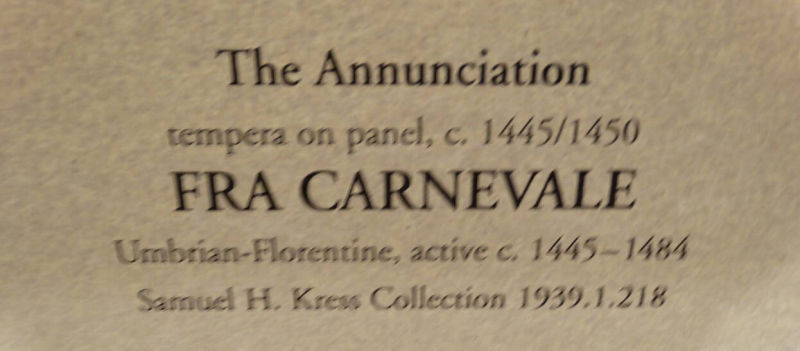 The Annunciation
tempera on panel, c. 1445/1450
FRA CARNEVALE
Umbrian-Florentine, active c. 1445–1484
Samuel H. Kress Collection 1939.1.218